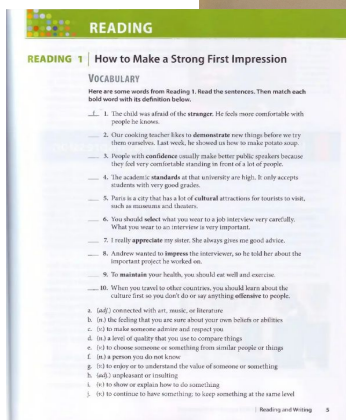 READING
READING 1 How to Make a Strong First Impression
VOCABULARY
Here are some words from Reading 1. Read the sentences. Then match each
bold word with its definition below.
f 1. The child was afraid of the stranger. He feels more comfortable with
people he knows.
___ 2. Our cooking teacher likes to demonstrate new things before we try
them ourselves. Last week, he showed us how to make potato soup.
___ 3. People with confidence usually make better public speakers because
they feel very comfortable standing in front of a lot of people.
___ 4. The academic standards at that university are high. It only accepts
students with very good grades.
___ 5. Paris is a city that has a lot of cultural attractions for tourists to visit,
such as museums and theaters.
___ 6. You should select what you wear to a job interview very carefully.
What you wear to an interview is very important.
___ 7. I really appreciate my sister. She always gives me good advice.
___ 8. Andrew wanted to impress the interviewer, so he told her about the
important project he worked on.
___ 9. To maintain your health, you should eat well and exercise.
___ 10. When you travel to other countries, you should learn about the
culture first so you don't do or say anything offensive to people.
a. (adj.) connected with art, music, or literature
b. (n.) the feeling that you are sure about your own beliefs or abilities
c. (v.) to make someone admire and respect you
d. (n.) a level of quality that you use to compare things
e. (v.) to choose someone or something from similar people or things
f. (n.) a person you do not know
g. (v.) to enjoy or to understand the value of someone or something
h. (adj.) unpleasant or insulting
i. (v.) to show or explain how to do something
j. (v.) to continue to have something; to keep something at the same level
Reading and Writing 5